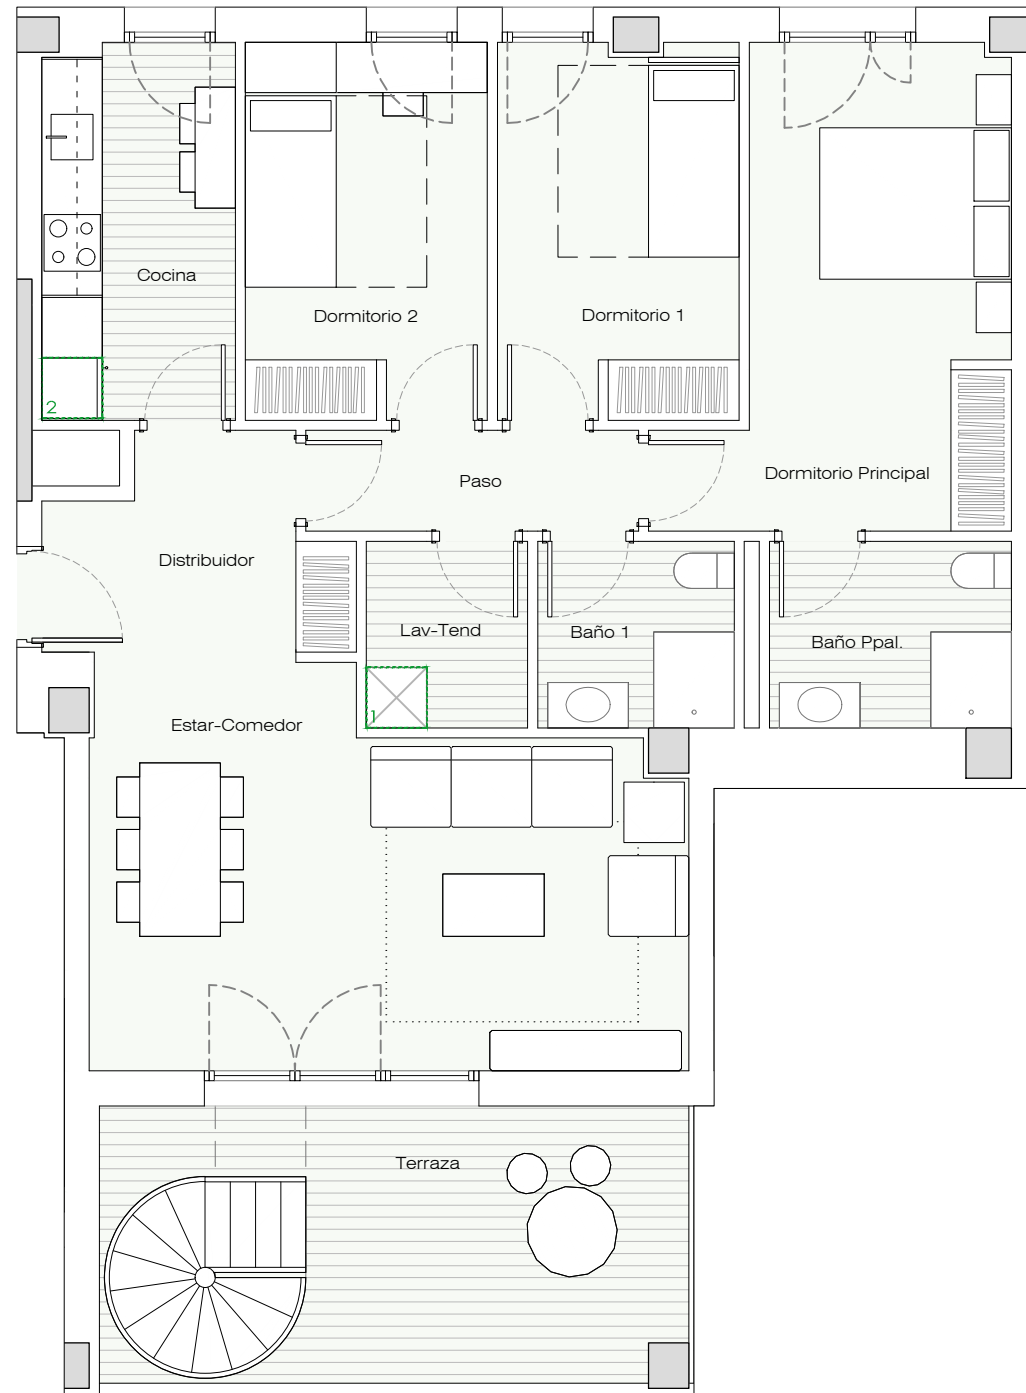 Cocina
Dormitorio 2
Dormitorio 1
2
Dormitorio Principal
Paso
Distribuidor
Lav-Tend
Baño 1
Baño Ppal.
1
Estar-Comedor
Terraza